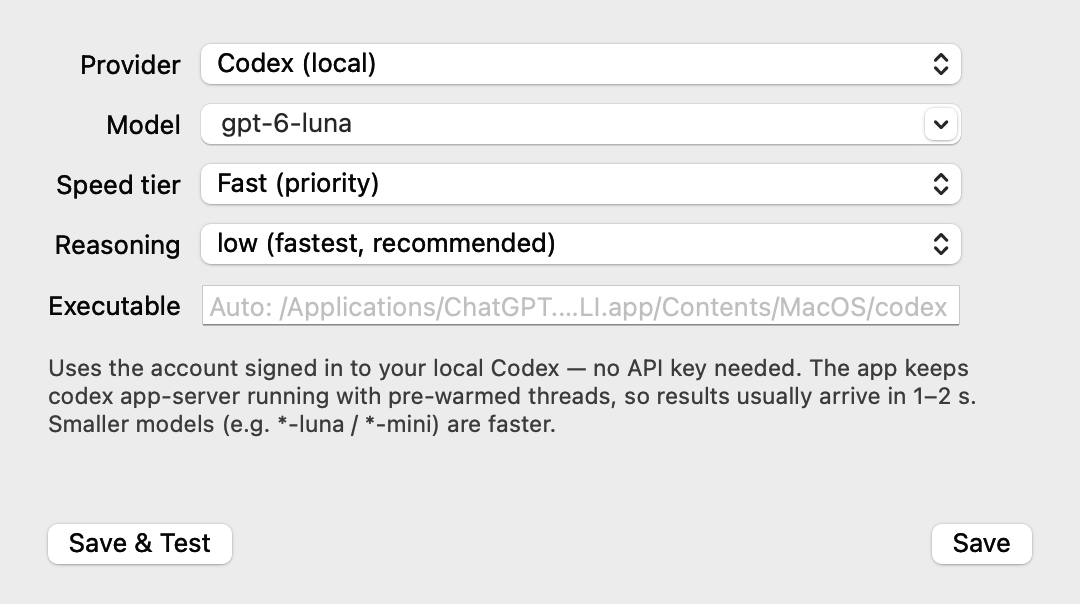 Provider Codex (local)
Model gpt-6-luna
Speed tier Fast (priority)
Reasoning low (fastest, recommended)
Executable Auto: /Applications/ChatGPT....LI.app/Contents/MacOS/codex
Uses the account signed in to your local Codex — no API key needed. The app keeps
codex app-server running with pre-warmed threads, so results usually arrive in 1–2 s.
Smaller models (e.g. *-luna / *-mini) are faster.
Save & Test Save